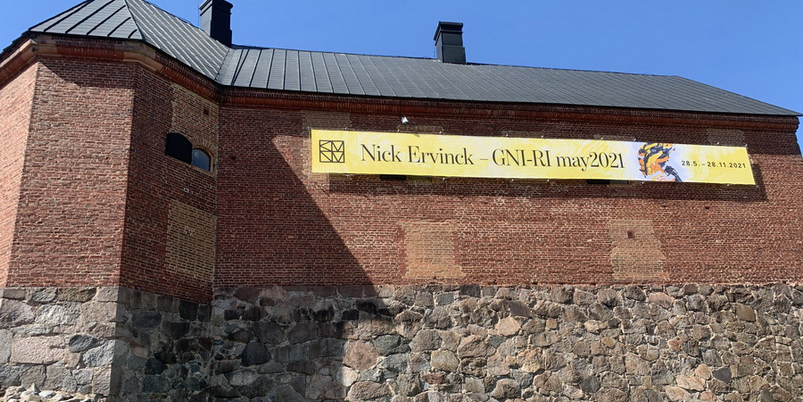 Nick Ervinck – GNI-RI may2021
28.5. – 28.11.2021